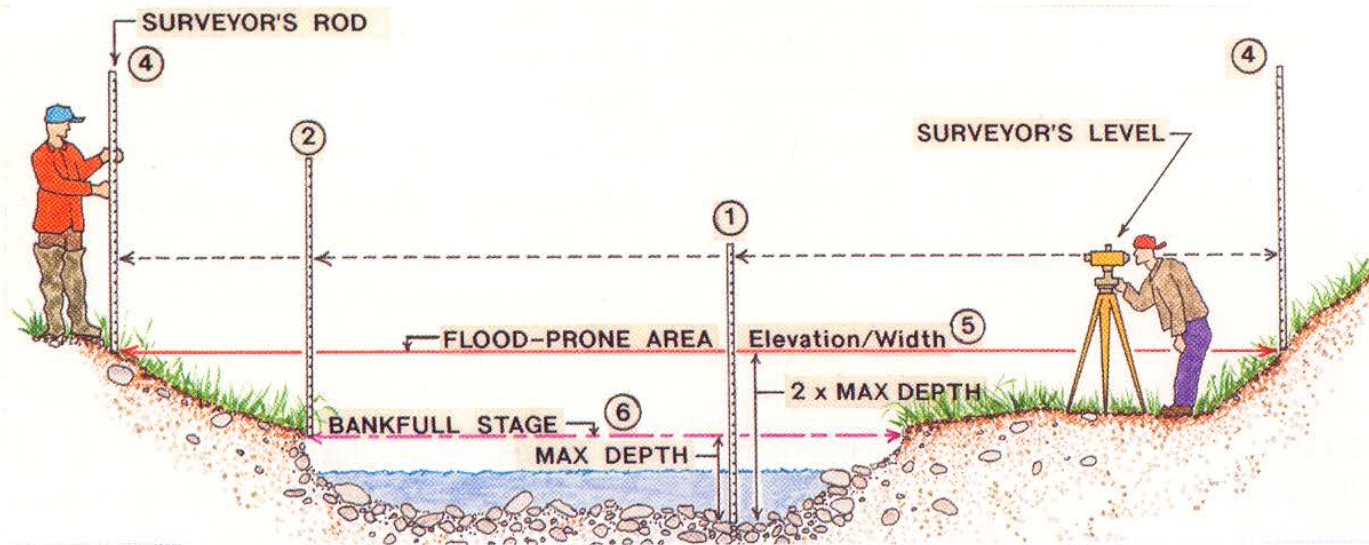 SURVEYOR'S ROD
4
4
2
SURVEYOR'S LEVEL
1
FLOOD-PRONE AREA Elevation/Width 5
2 x MAX DEPTH
BANKFULL STAGE 6
MAX DEPTH